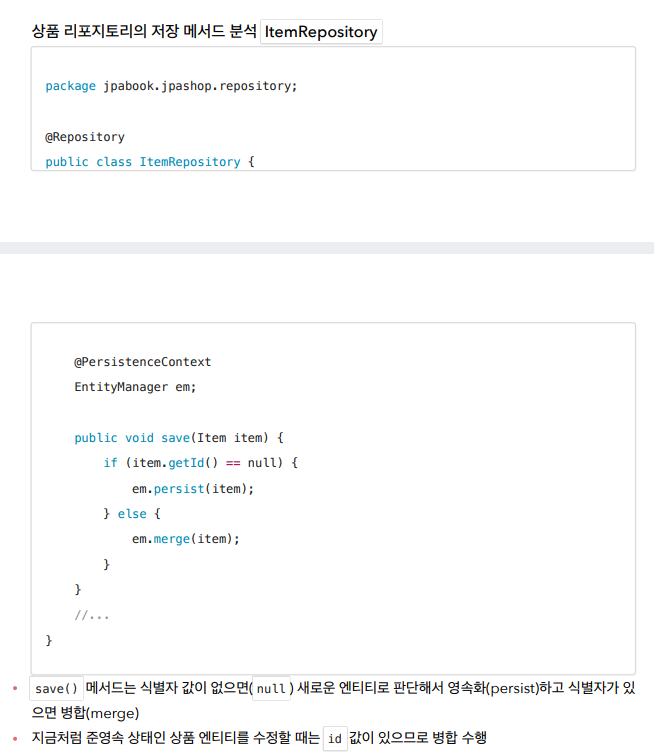 상품 리포지토리의 저장 메서드 분석 ItemRepository
package jpabook.jpashop.repository;
@Repository
public class ItemRepository {
@PersistenceContext
EntityManager em;
public void save(Item item) {
if (item.getId() == null) {
em.persist(item);
} else {
em.merge(item);
}
}
//...
}
• save() 메서드는 식별자 값이 없으면( null ) 새로운 엔티티로 판단해서 영속화(persist)하고 식별자가 있
으면 병합(merge)
• 지금처럼 준영속 상태인 상품 엔티티를 수정할 때는 id 값이 있으므로 병합 수행